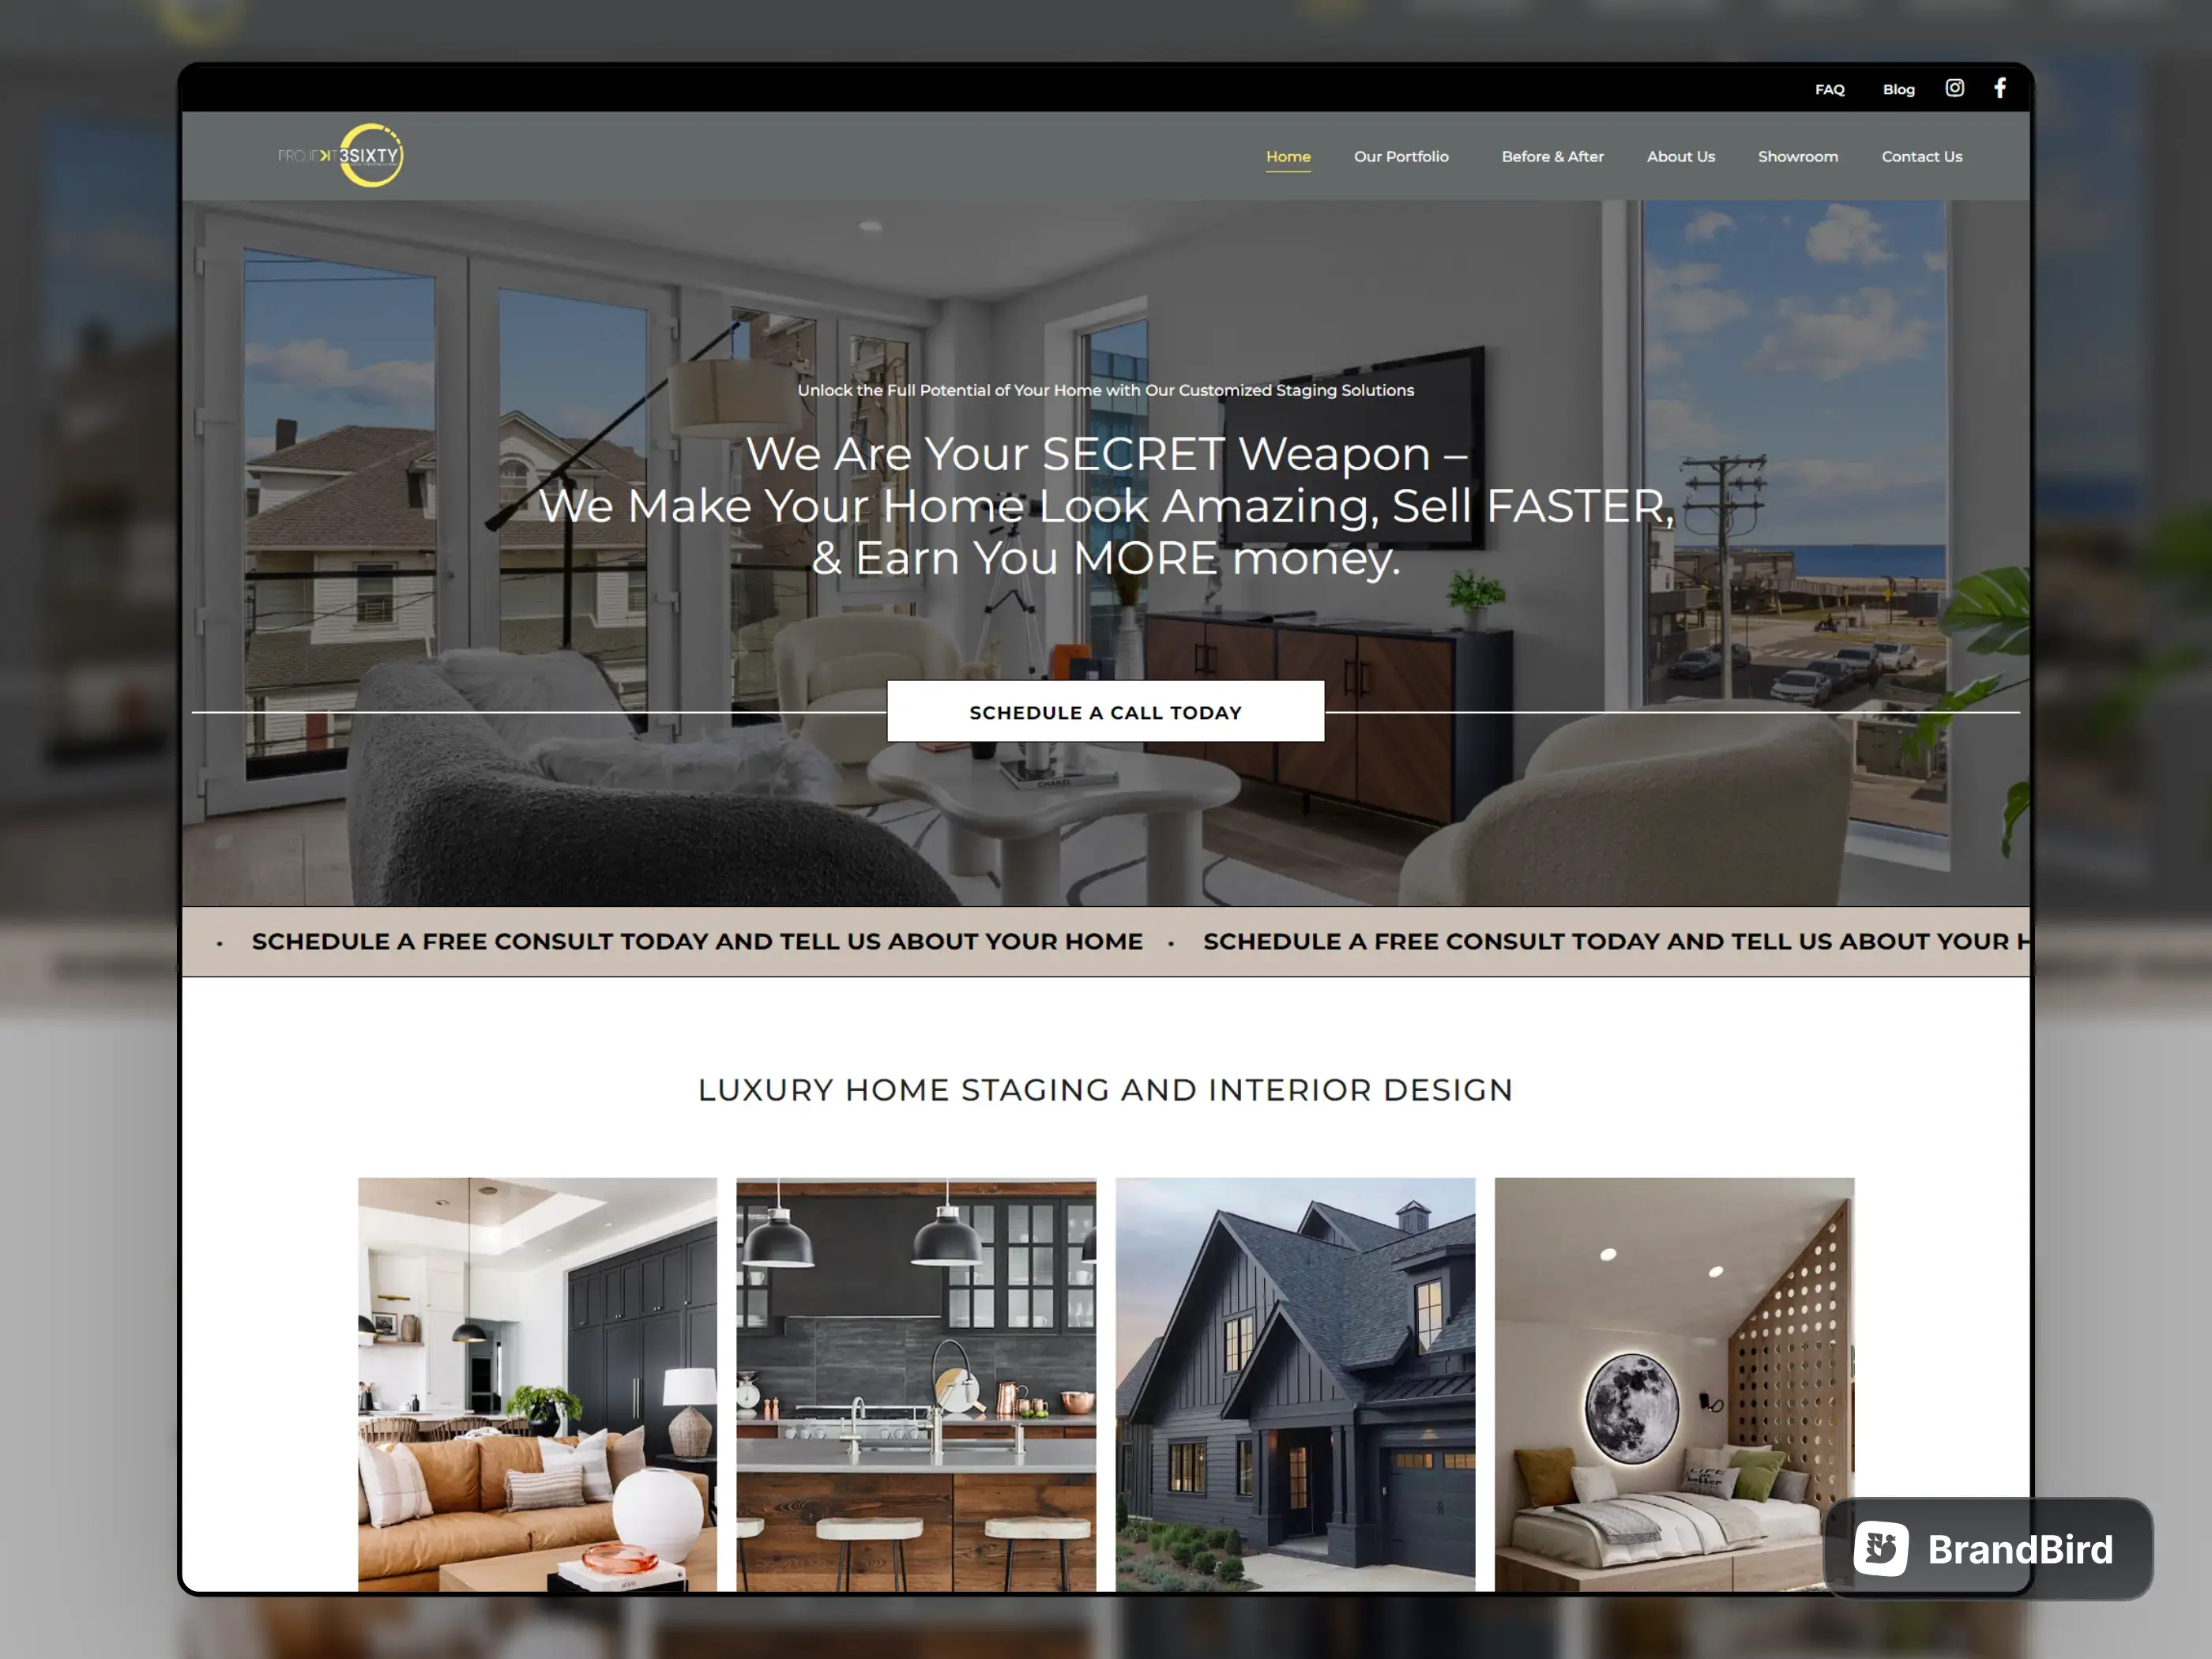 FAQ Blog
PROJEKT 3SIXTY
Home Our Portfolio Before & After About Us Showroom Contact Us
Unlock the Full Potential of Your Home with Our Customized Staging Solutions
We Are Your SECRET Weapon –
We Make Your Home Look Amazing, Sell FASTER,
& Earn You MORE money.
SCHEDULE A CALL TODAY
CHANEL
• SCHEDULE A FREE CONSULT TODAY AND TELL US ABOUT YOUR HOME • SCHEDULE A FREE CONSULT TODAY AND TELL US ABOUT YOUR H
LUXURY HOME STAGING AND INTERIOR DESIGN
LIFE
better
BrandBird